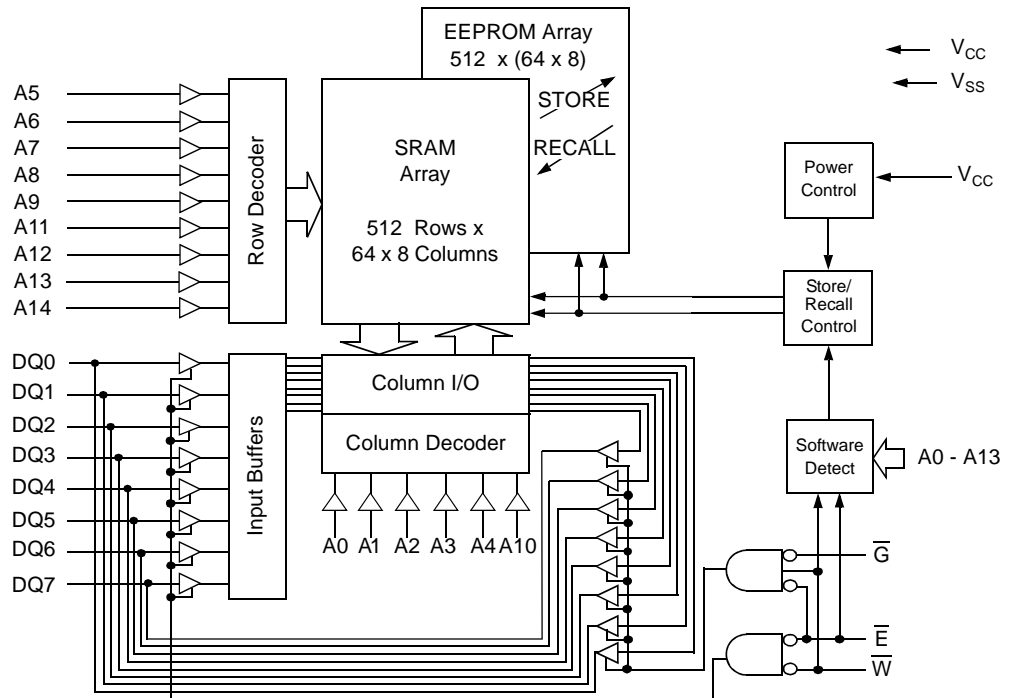 EEPROM Array
512 x (64 x 8)
STORE
RECALL
V_CC
V_SS
A5
A6
A7
A8
A9
A11
A12
A13
A14
Row Decoder
SRAM
Array
512 Rows x
64 x 8 Columns
Power
Control
V_CC
Store/
Recall
Control
DQ0
DQ1
DQ2
DQ3
DQ4
DQ5
DQ6
DQ7
Input Buffers
Column I/O
Column Decoder
A0 A1 A2 A3 A4 A10
Software
Detect
A0 - A13
G̅
E̅
W̅